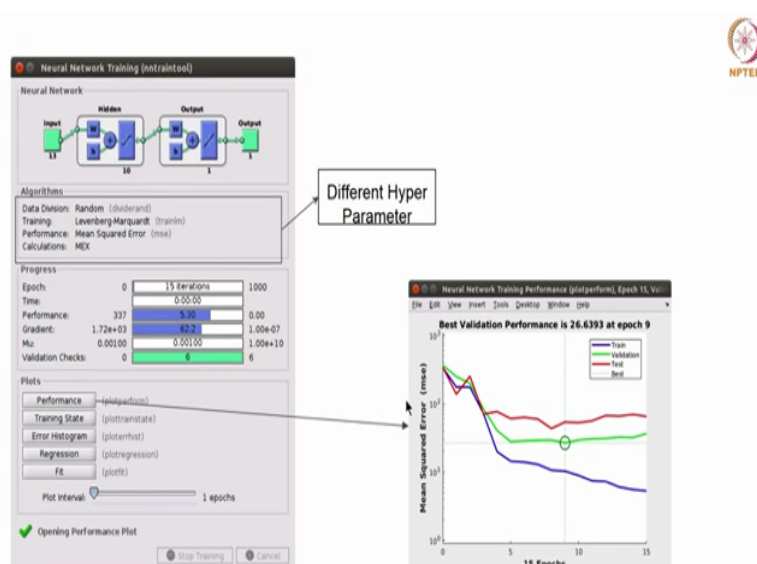 NPTEL
Neural Network Training (nntraintool)
Neural Network
Hidden
Output
Input
Output
W
b
+
W
b
+
13
10
1
1
Algorithms
Data Division: Random (dividerand)
Training: Levenberg-Marquardt (trainlm)
Performance: Mean Squared Error (mse)
Calculations: MEX
Different Hyper
Parameter
Progress
Epoch: 0 15 iterations 1000
Time: 0:00:00
Performance: 337 5.30 0.00
Gradient: 1.72e+03 62.2 1.00e-07
Mu: 0.00100 0.00100 1.00e+10
Validation Checks: 0 6 6
Plots
Performance (plotperform)
Training State (plottrainstate)
Error Histogram (ploterrhist)
Regression (plotregression)
Fit (plotfit)
Plot Interval: 1 epochs
Opening Performance Plot
Stop Training Cancel
Neural Network Training Performance (plotperform), Epoch 15,
File Edit View Insert Tools Desktop Window Help
Best Validation Performance is 26.6393 at epoch 9
Train
Validation
Test
Best
Mean Squared Error (mse)
10³
10²
10¹
10⁰
0 5 10 15
15 Epochs